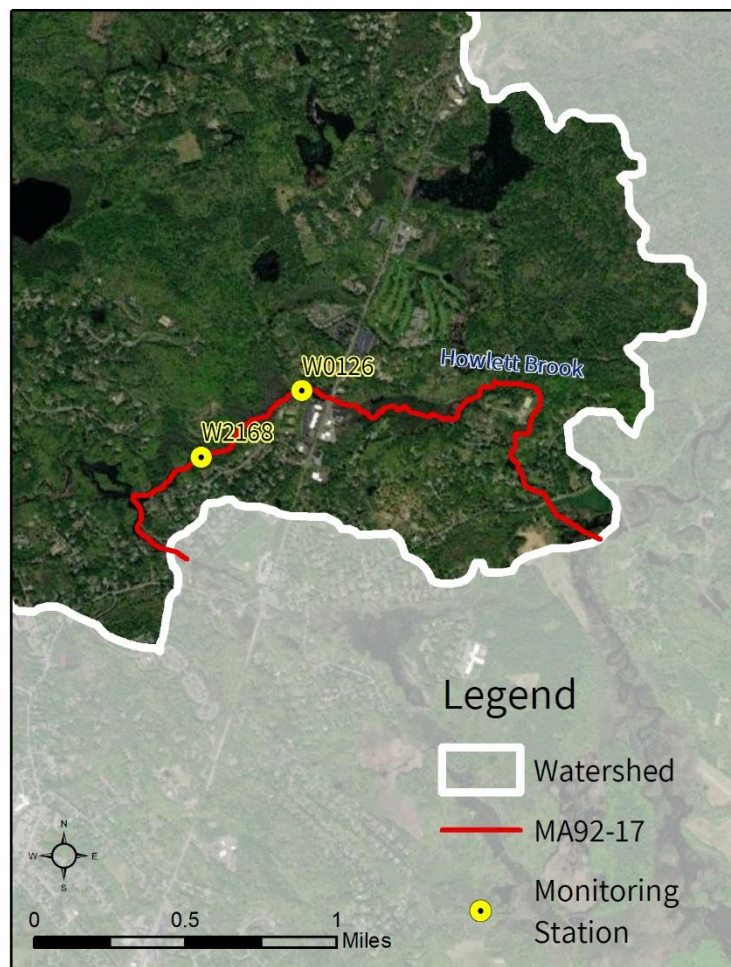 Howlett Brook
W0126
W2168
Legend
Watershed
MA92-17
Monitoring
Station
N
W E
S
0 0.5 1
Miles